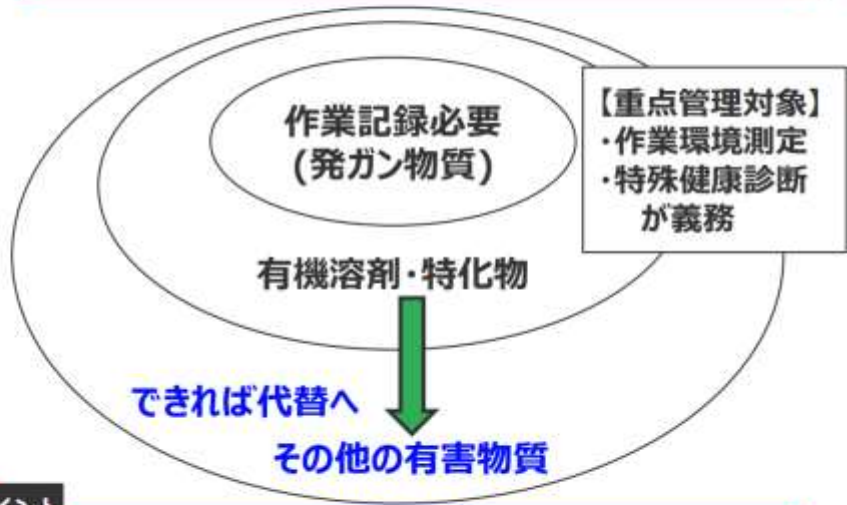 作業記録必要
(発ガン物質)
【重点管理対象】
・作業環境測定
・特殊健康診断
が義務
有機溶剤・特化物
できれば代替へ
その他の有害物質